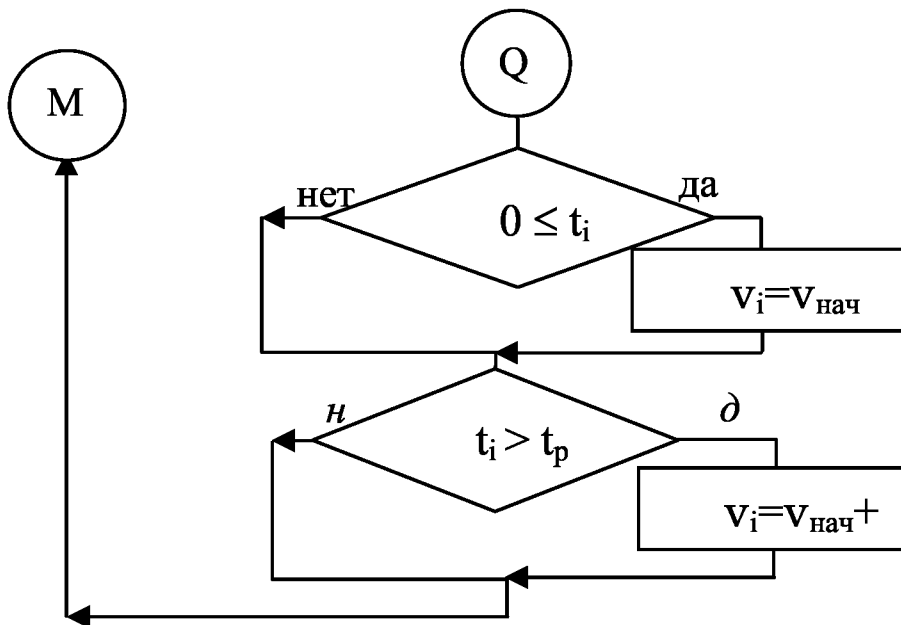 Q
M
нет
да
0 ≤ tᵢ
vᵢ=vнач
н
д
tᵢ > tₚ
vᵢ=vнач+